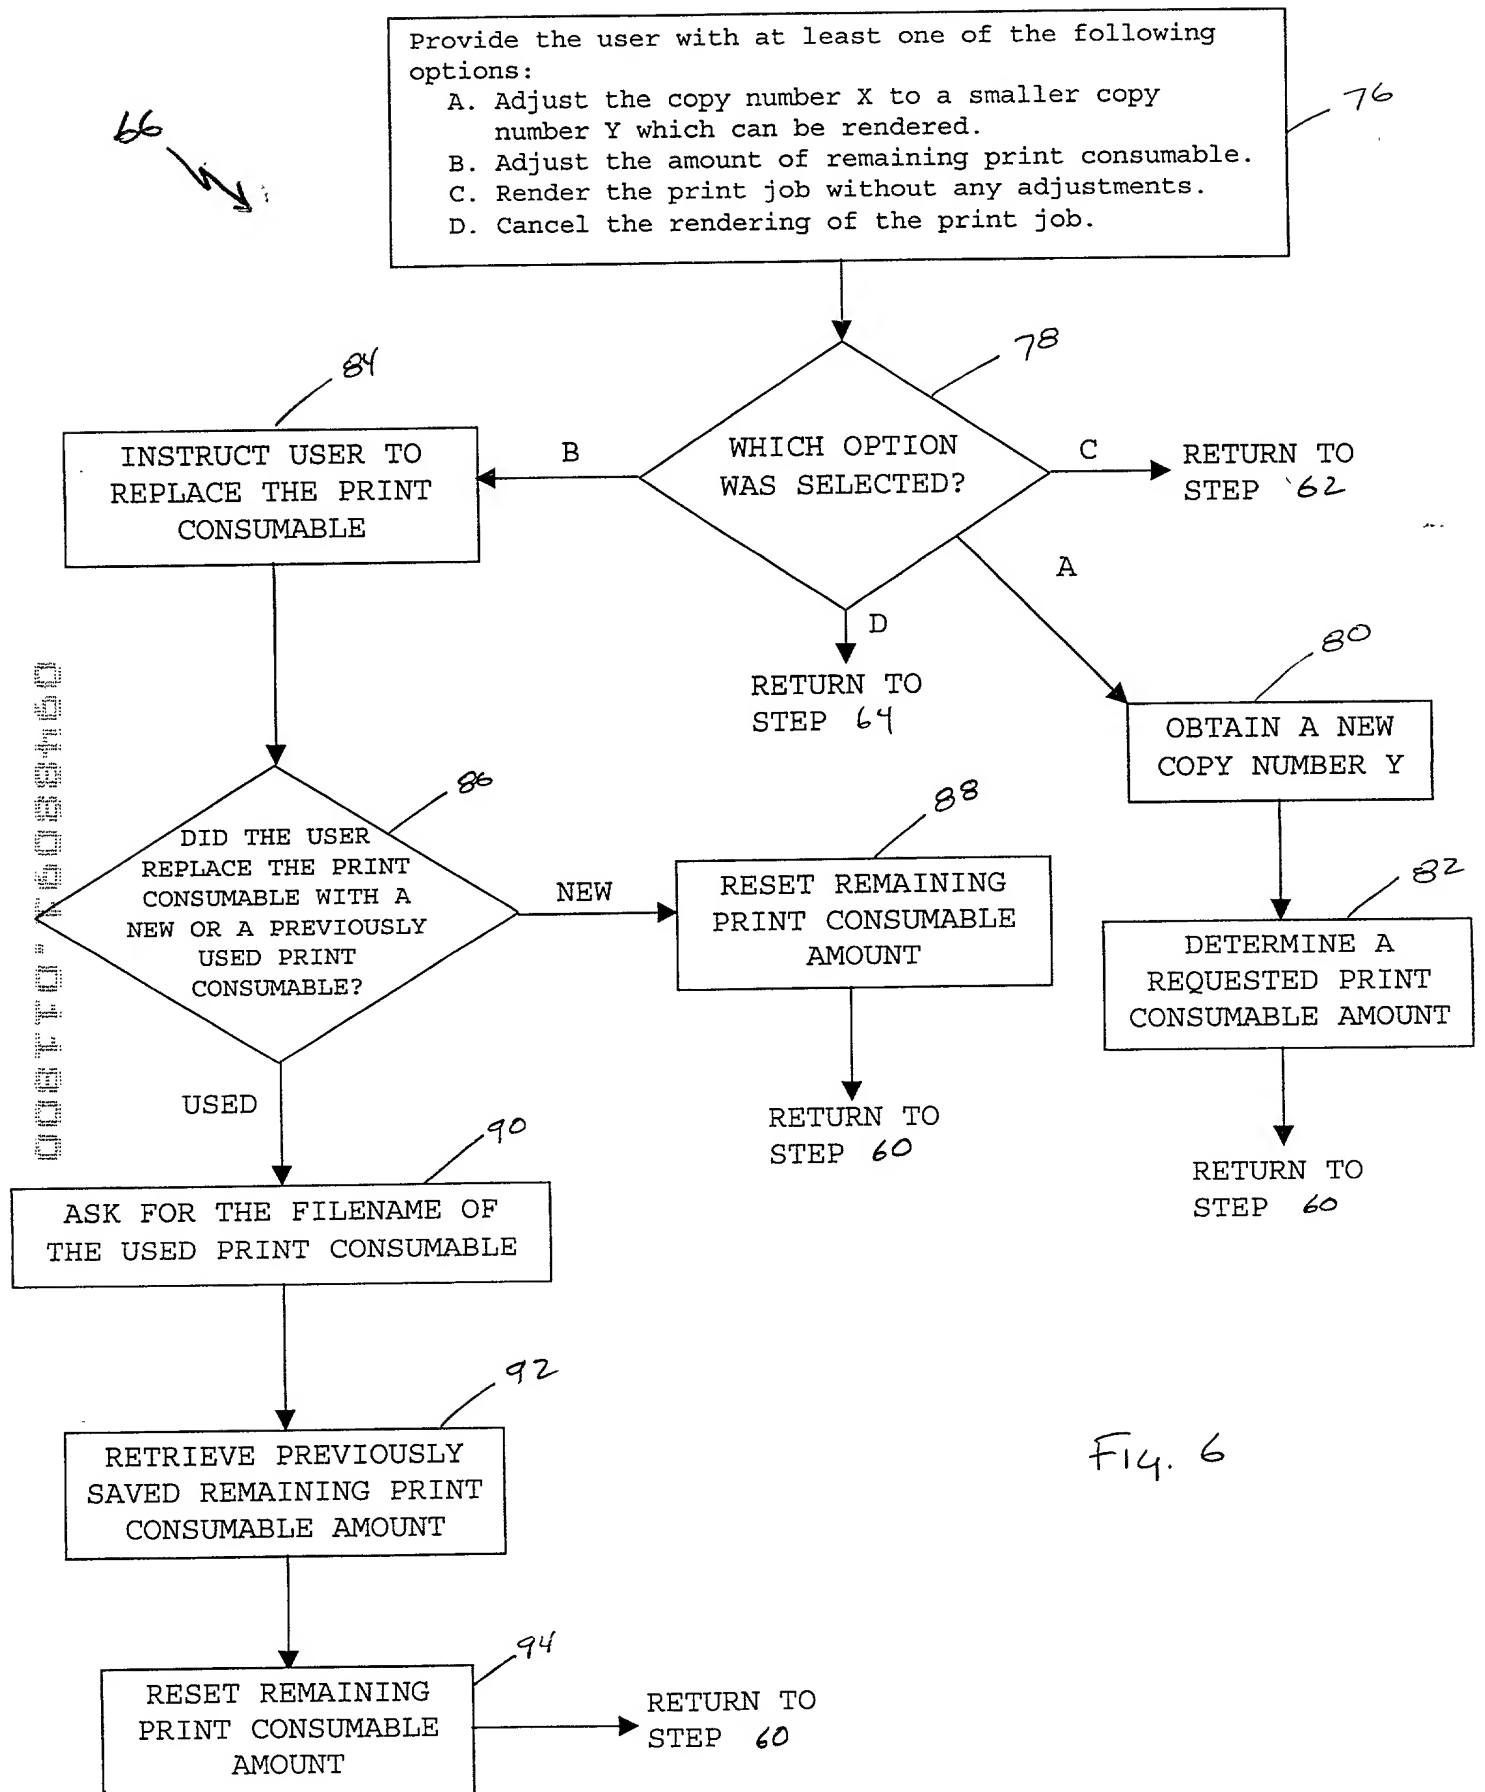 Provide the user with at least one of the following
options:
A. Adjust the copy number X to a smaller copy
number Y which can be rendered.
B. Adjust the amount of remaining print consumable.
C. Render the print job without any adjustments.
D. Cancel the rendering of the print job.
76
66
78
84
INSTRUCT USER TO
REPLACE THE PRINT
CONSUMABLE
B
WHICH OPTION
WAS SELECTED?
C
RETURN TO
STEP 62
A
D
RETURN TO
STEP 64
80
OBTAIN A NEW
COPY NUMBER Y
86
DID THE USER
REPLACE THE PRINT
CONSUMABLE WITH A
NEW OR A PREVIOUSLY
USED PRINT
CONSUMABLE?
NEW
88
RESET REMAINING
PRINT CONSUMABLE
AMOUNT
82
DETERMINE A
REQUESTED PRINT
CONSUMABLE AMOUNT
USED
RETURN TO
STEP 60
RETURN TO
STEP 60
90
ASK FOR THE FILENAME OF
THE USED PRINT CONSUMABLE
92
RETRIEVE PREVIOUSLY
SAVED REMAINING PRINT
CONSUMABLE AMOUNT
Fig. 6
94
RESET REMAINING
PRINT CONSUMABLE
AMOUNT
RETURN TO
STEP 60